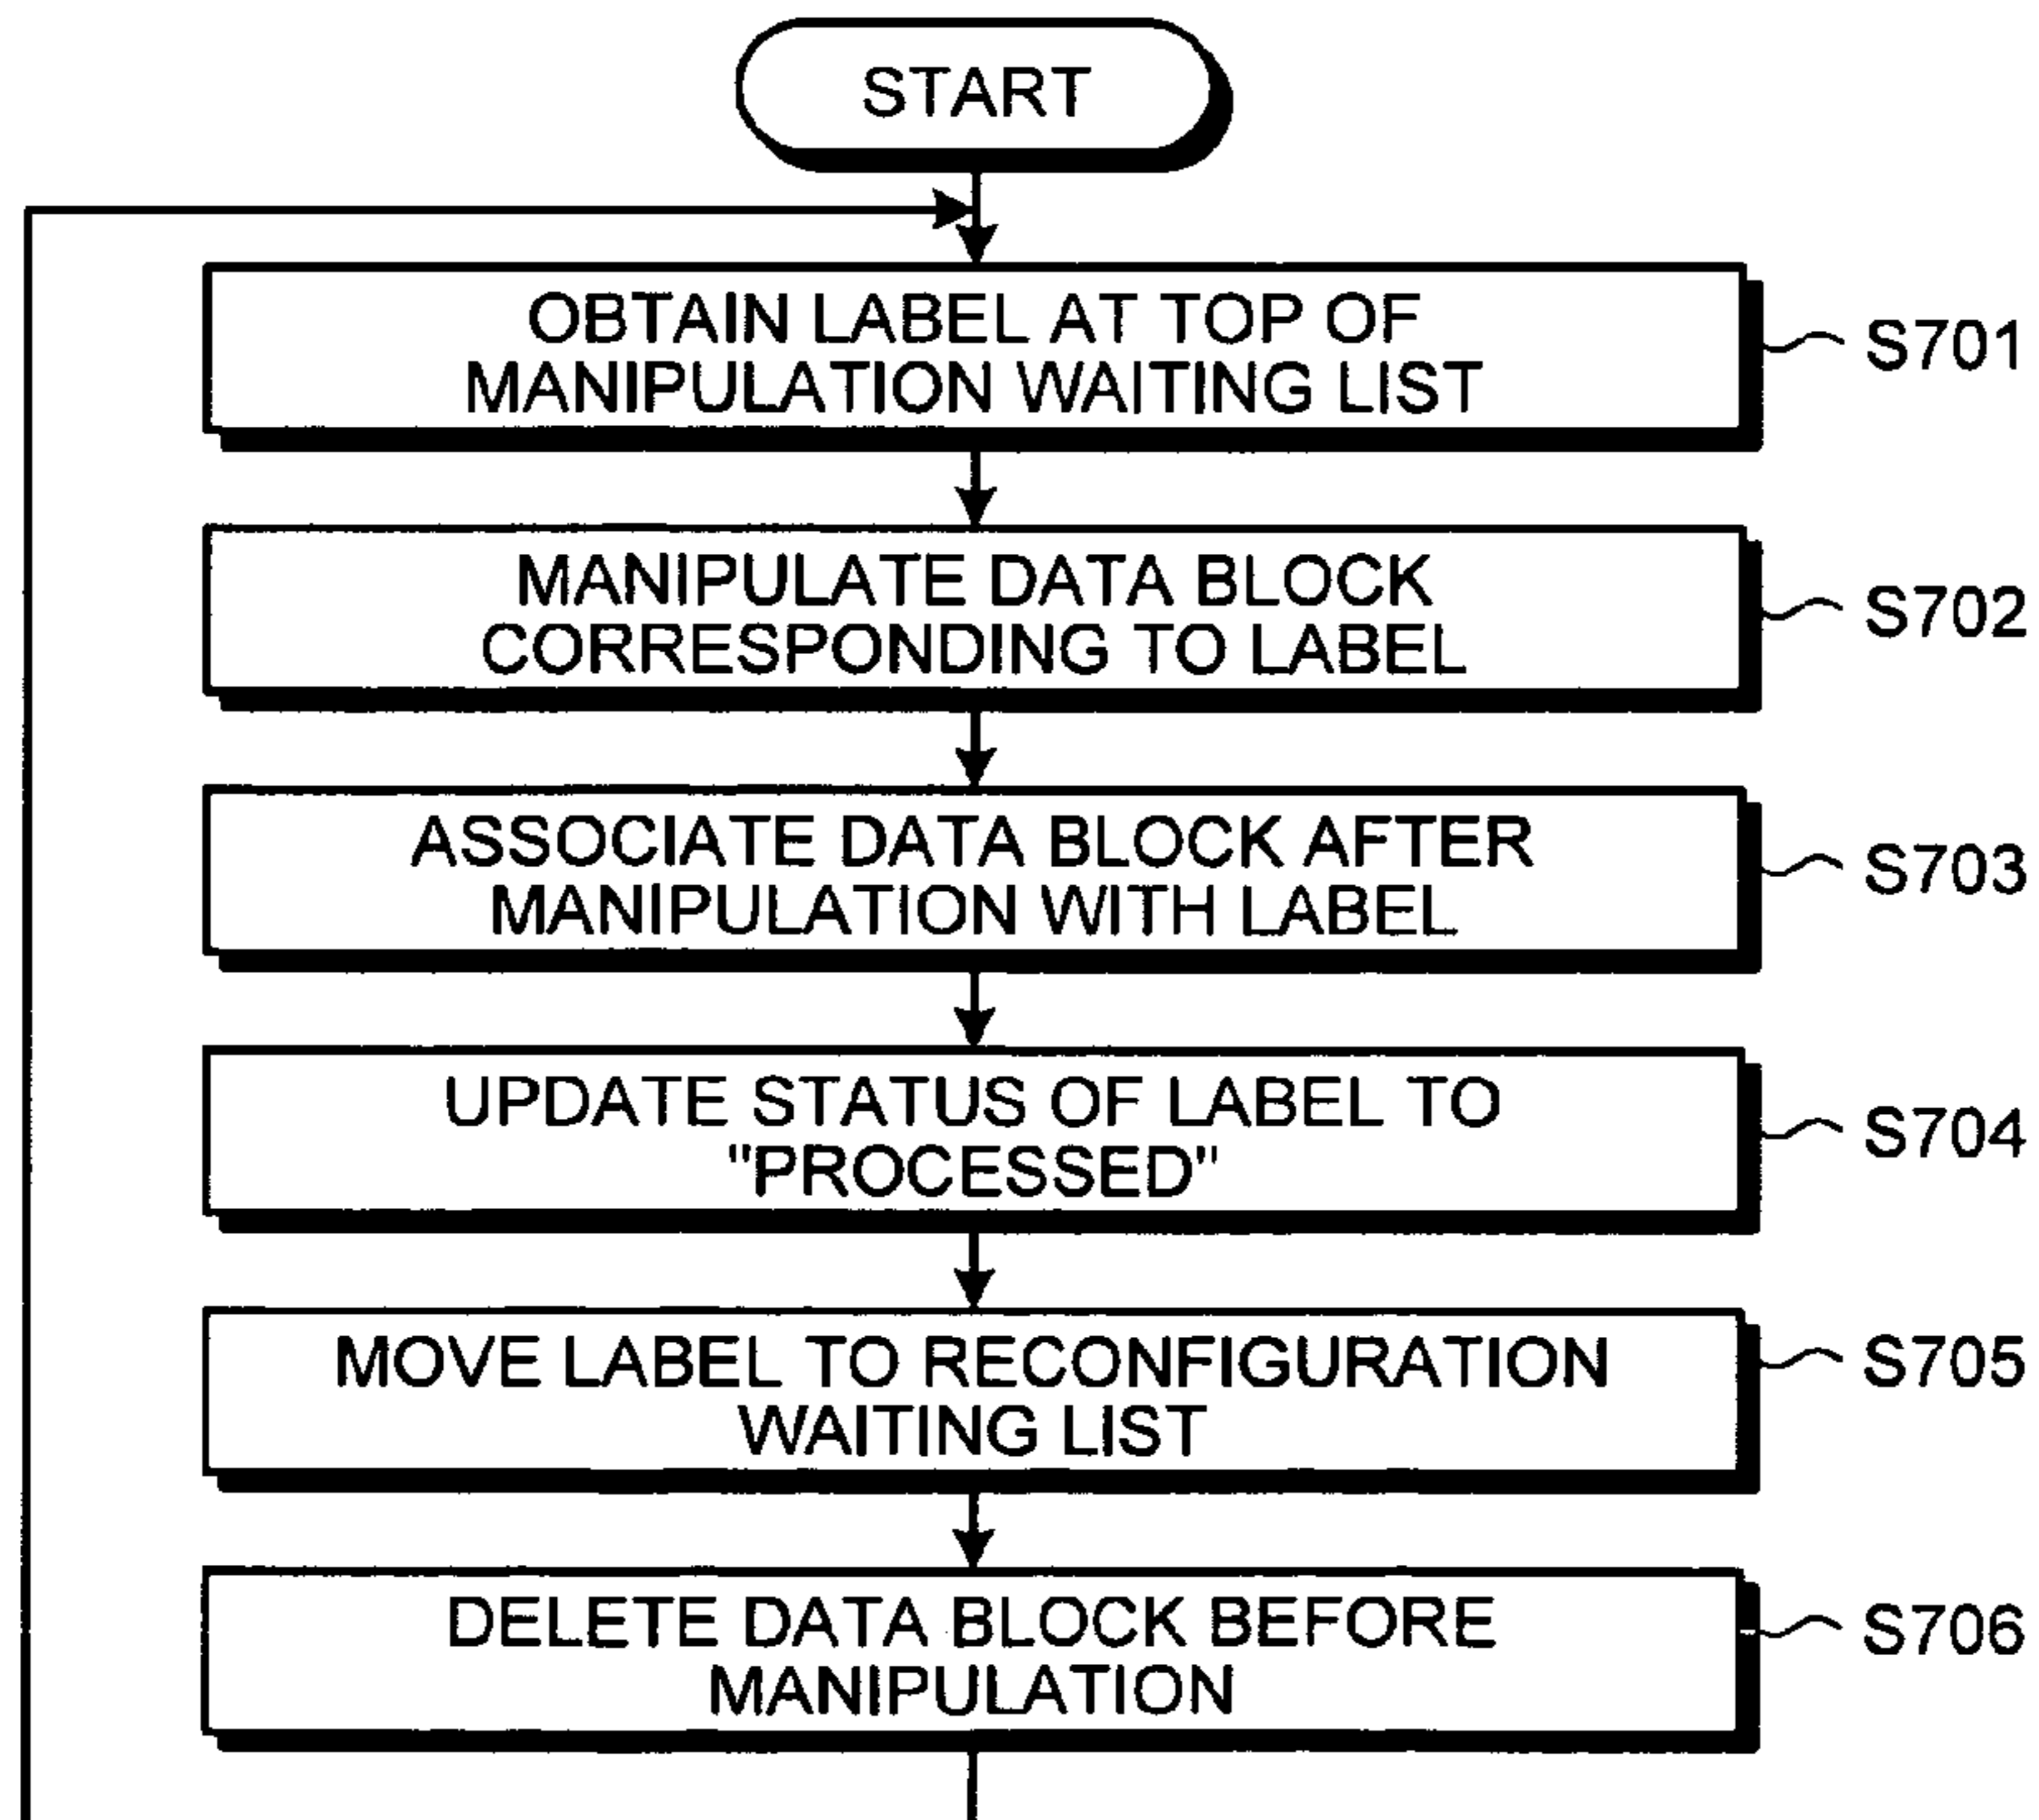 START
OBTAIN LABEL AT TOP OF
MANIPULATION WAITING LIST
S701
MANIPULATE DATA BLOCK
CORRESPONDING TO LABEL
S702
ASSOCIATE DATA BLOCK AFTER
MANIPULATION WITH LABEL
S703
UPDATE STATUS OF LABEL TO
"PROCESSED"
S704
MOVE LABEL TO RECONFIGURATION
WAITING LIST
S705
DELETE DATA BLOCK BEFORE
MANIPULATION
S706